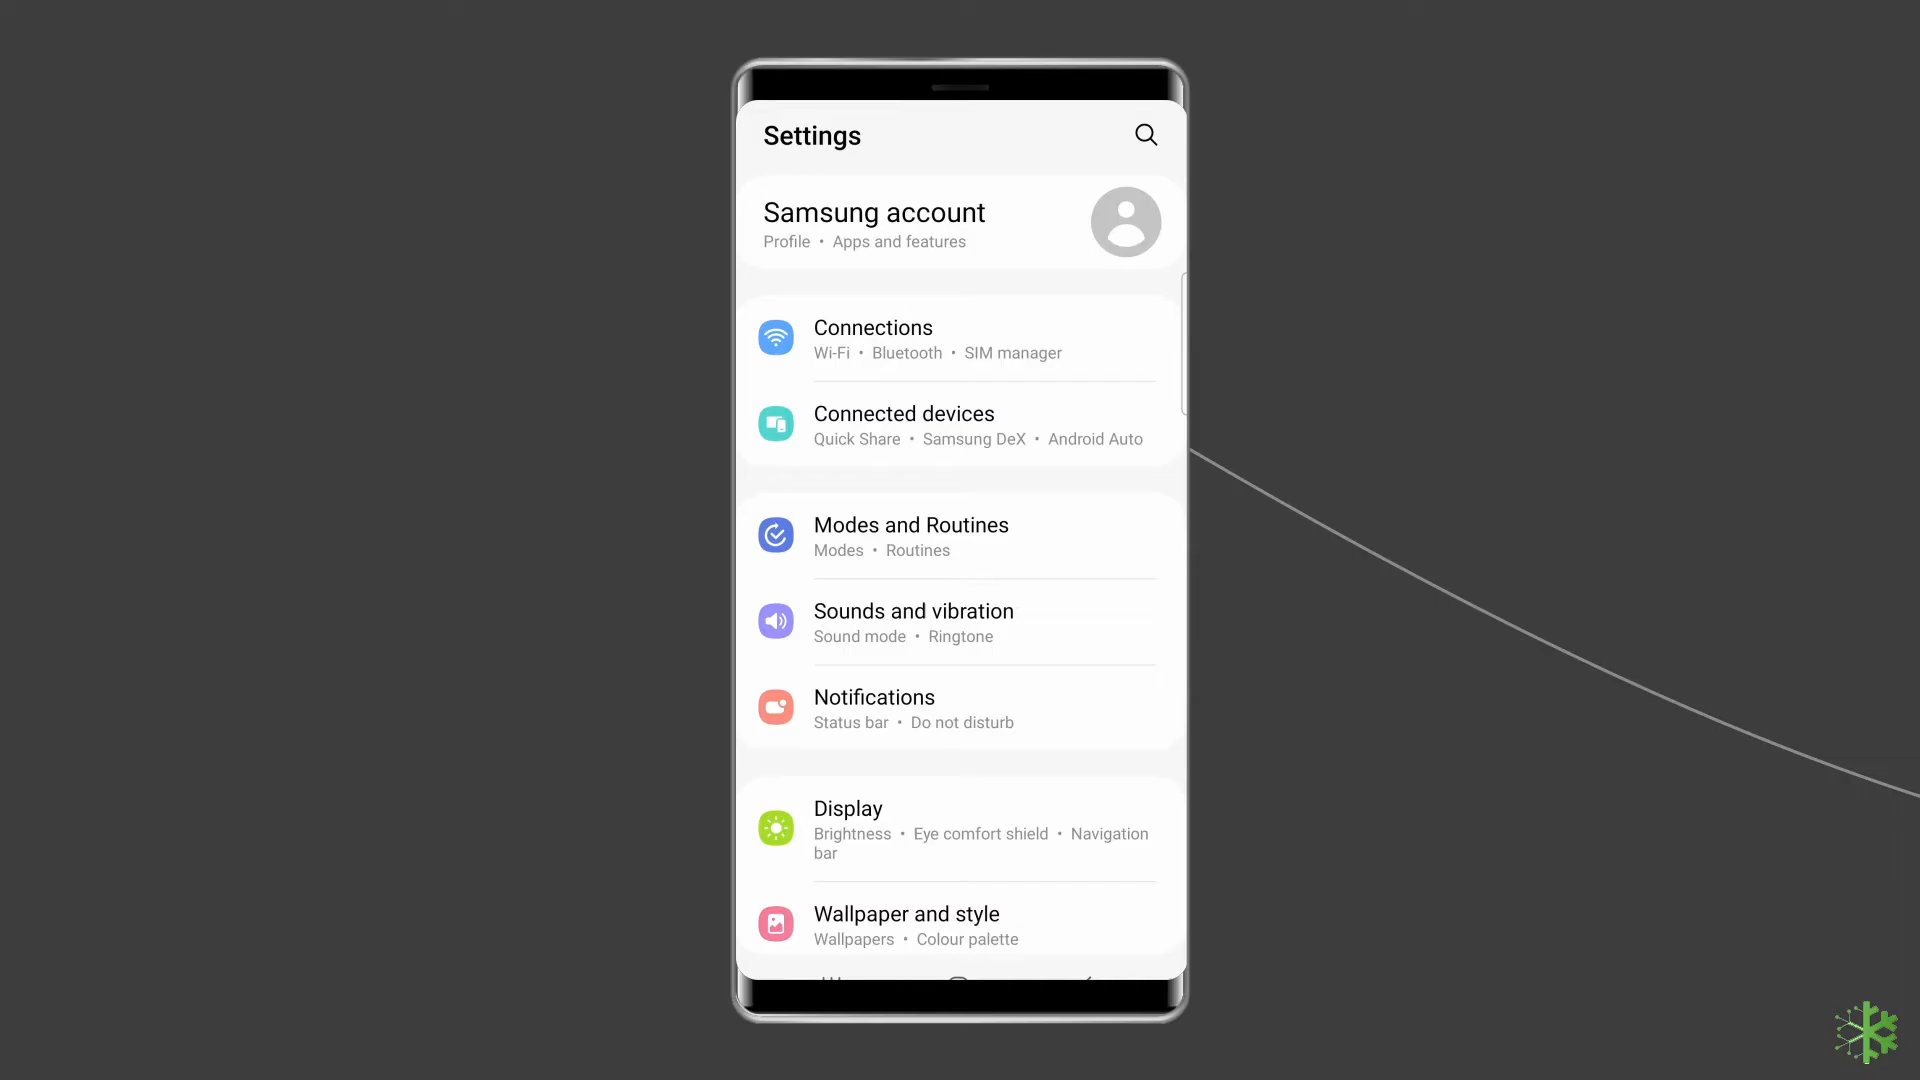 Settings
Samsung account
Profile • Apps and features
Connections
Wi-Fi • Bluetooth • SIM manager
Connected devices
Quick Share • Samsung DeX • Android Auto
Modes and Routines
Modes • Routines
Sounds and vibration
Sound mode • Ringtone
Notifications
Status bar • Do not disturb
Display
Brightness • Eye comfort shield • Navigation
bar
Wallpaper and style
Wallpapers • Colour palette